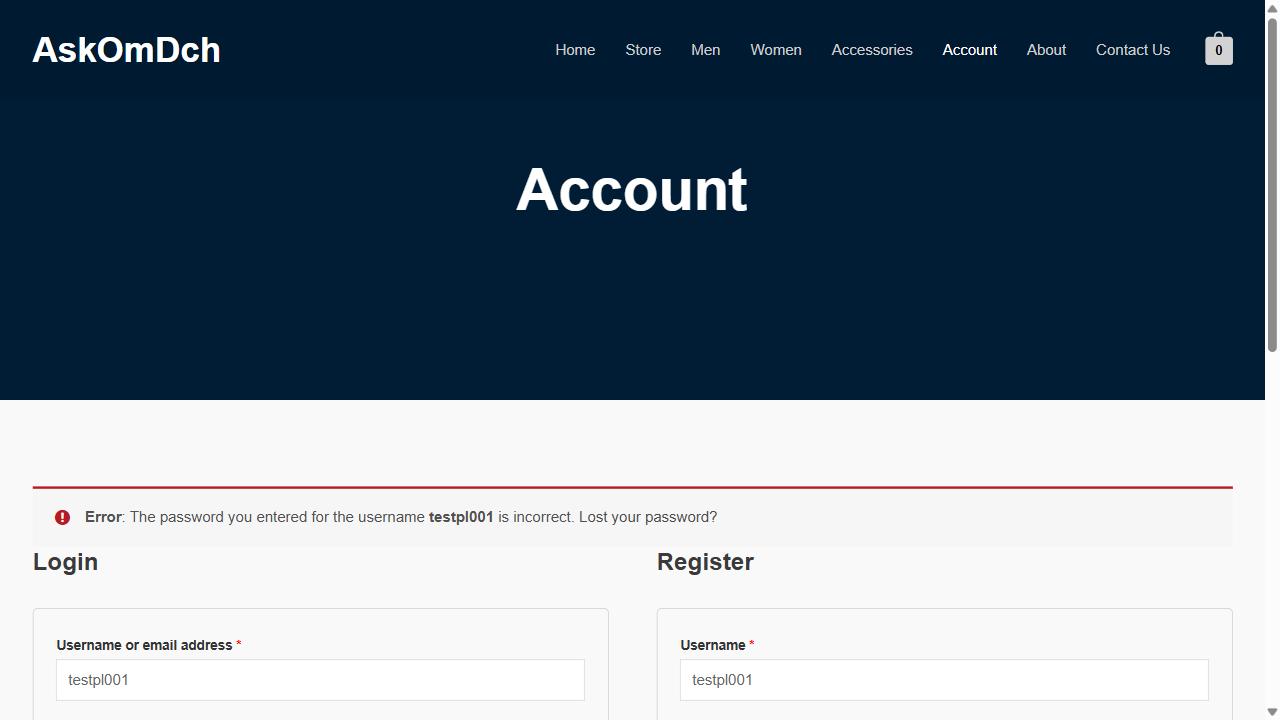 AskOmDch
Home Store Men Women Accessories Account About Contact Us 0
Account
Error: The password you entered for the username testpl001 is incorrect. Lost your password?
Login
Register
Username or email address *
testpl001
Username *
testpl001